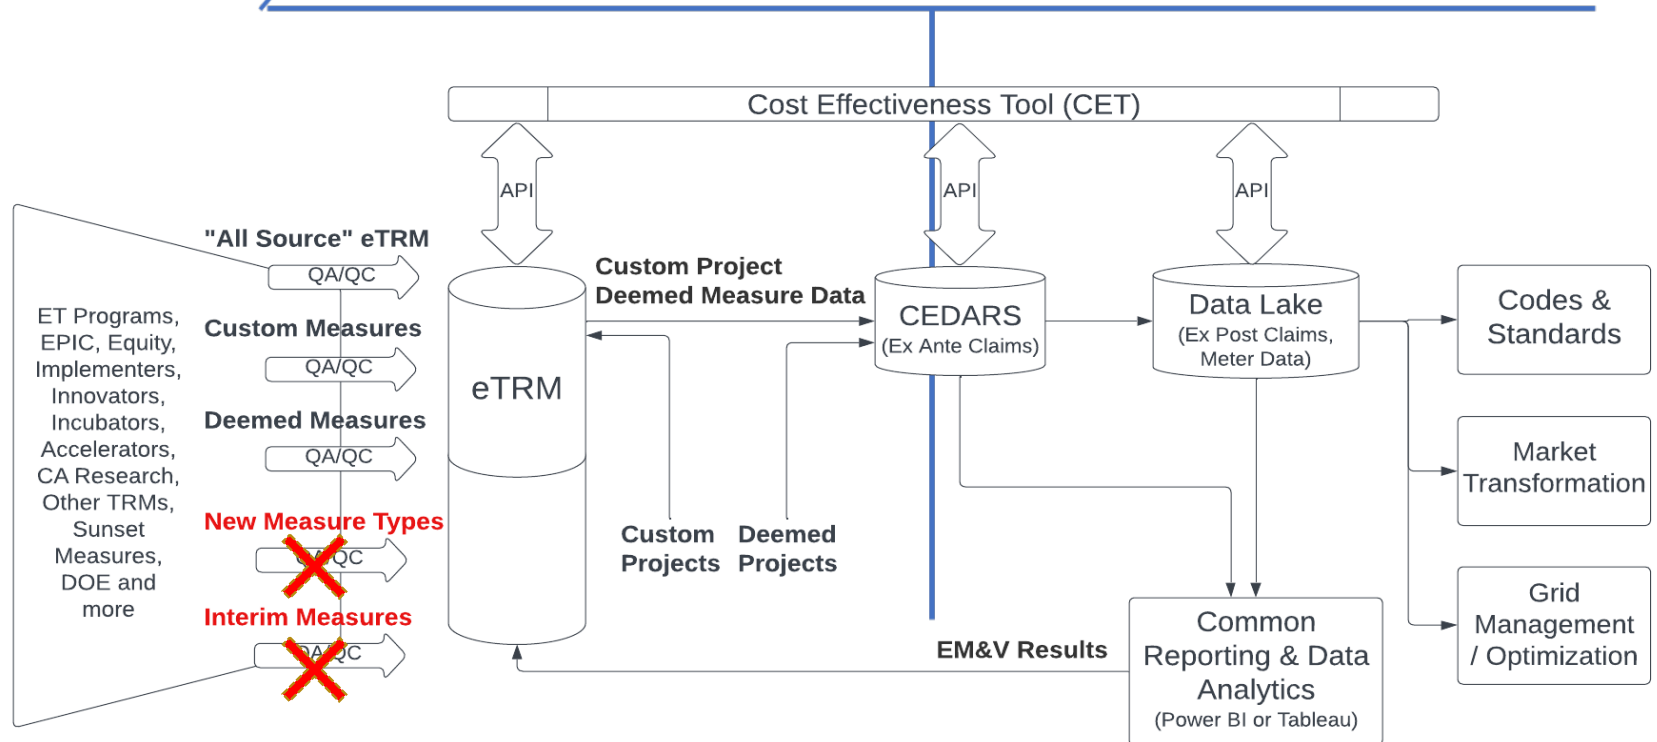 Cost Effectiveness Tool (CET)
API
API
API
"All Source" eTRM
QA/QC
Custom Measures
QA/QC
Deemed Measures
QA/QC
New Measure Types
QA/QC
Interim Measures
QA/QC
ET Programs,
EPIC, Equity,
Implementers,
Innovators,
Incubators,
Accelerators,
CA Research,
Other TRMs,
Sunset
Measures,
DOE and
more
eTRM
Custom Project
Deemed Measure Data
Custom
Projects
Deemed
Projects
CEDARS
(Ex Ante Claims)
Data Lake
(Ex Post Claims,
Meter Data)
Codes &
Standards
Market
Transformation
Grid
Management
/ Optimization
EM&V Results
Common
Reporting & Data
Analytics
(Power BI or Tableau)